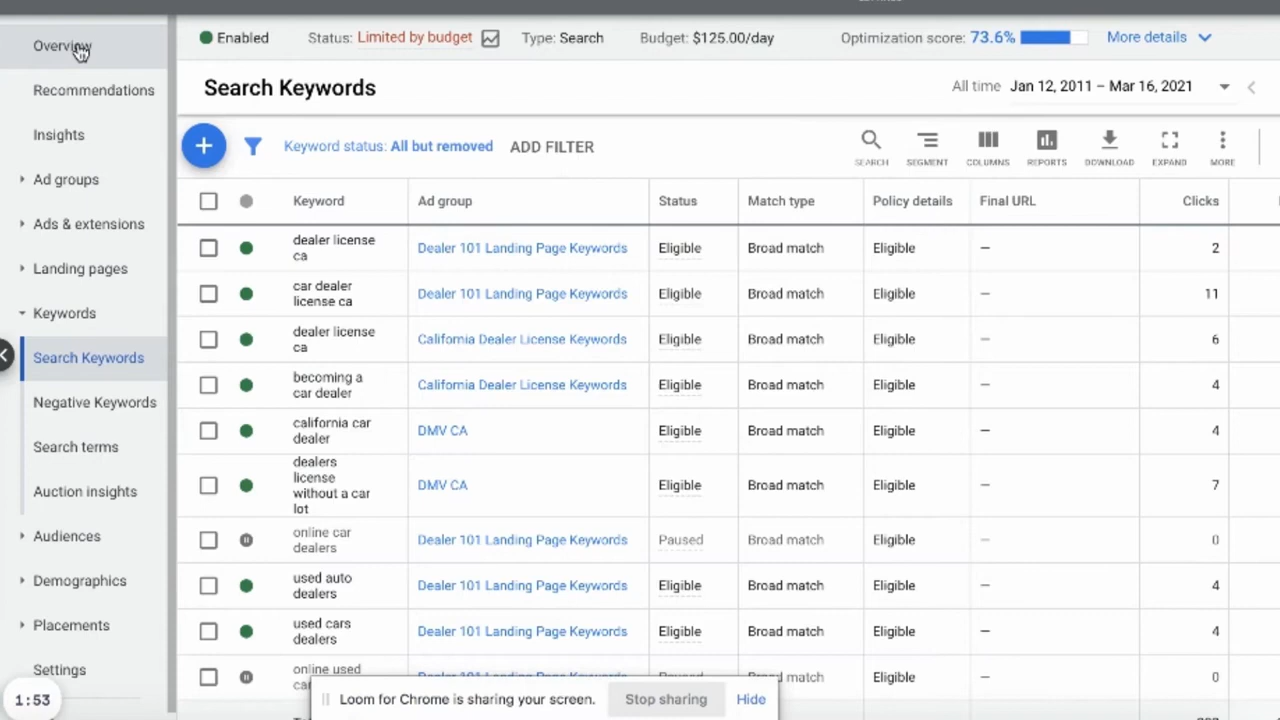 Overview
Recommendations
Insights
Ad groups
Ads & extensions
Landing pages
Keywords
Search Keywords
Negative Keywords
Search terms
Auction insights
Audiences
Demographics
Placements
Settings
1:53
Enabled Status: Limited by budget Type: Search Budget: $125.00/day Optimization score: 73.6% More details
Search Keywords All time Jan 12, 2011 – Mar 16, 2021
+ Keyword status: All but removed ADD FILTER SEARCH SEGMENT COLUMNS REPORTS DOWNLOAD EXPAND MORE
Keyword Ad group Status Match type Policy details Final URL Clicks
dealer license
ca Dealer 101 Landing Page Keywords Eligible Broad match Eligible — 2
car dealer
license ca Dealer 101 Landing Page Keywords Eligible Broad match Eligible — 11
dealer license
ca California Dealer License Keywords Eligible Broad match Eligible — 6
becoming a
car dealer California Dealer License Keywords Eligible Broad match Eligible — 4
california car
dealer DMV CA Eligible Broad match Eligible — 4
dealers
license
without a car
lot DMV CA Eligible Broad match Eligible — 7
online car
dealers Dealer 101 Landing Page Keywords Paused Broad match Eligible — 0
used auto
dealers Dealer 101 Landing Page Keywords Eligible Broad match Eligible — 4
used cars
dealers Dealer 101 Landing Page Keywords Eligible Broad match Eligible — 4
online used
Eligible — 0
Loom for Chrome is sharing your screen. Stop sharing Hide